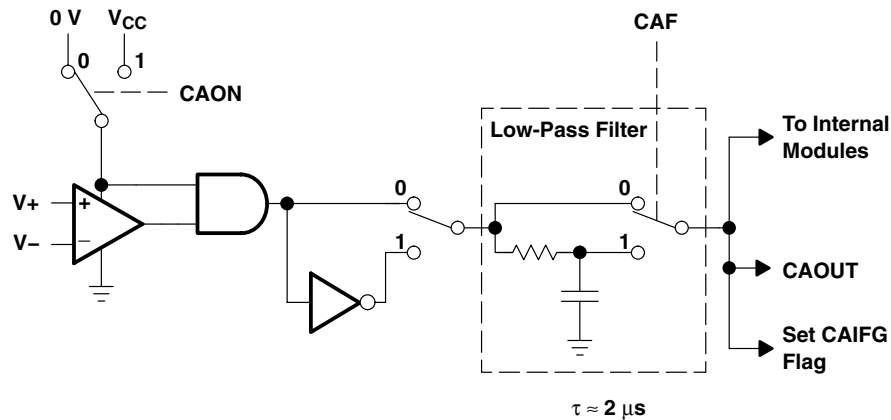 0 V
VCC
CAF
0
1
CAON
Low-Pass Filter
To Internal
Modules
V+
+
0
0
V−
−
1
1
CAOUT
Set CAIFG
Flag
τ ≈ 2 μs